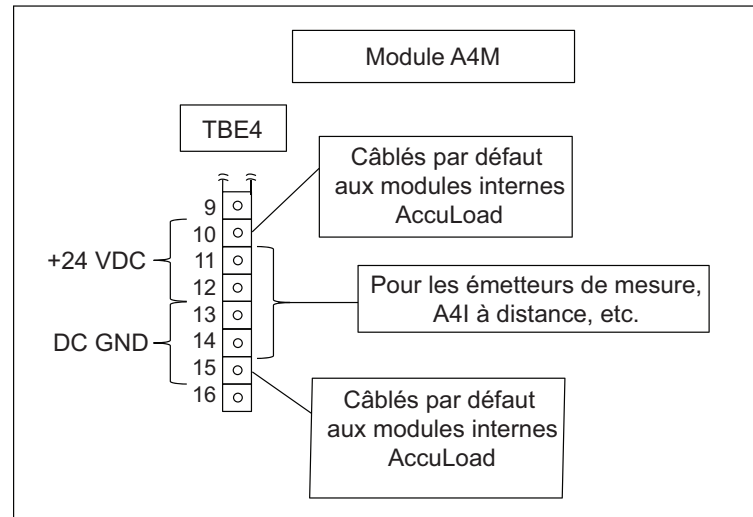 Module A4M
TBE4
Câblés par défaut
aux modules internes
AccuLoad
9
10
11
12
13
14
15
16
+24 VDC
DC GND
Pour les émetteurs de mesure,
A4I à distance, etc.
Câblés par défaut
aux modules internes
AccuLoad